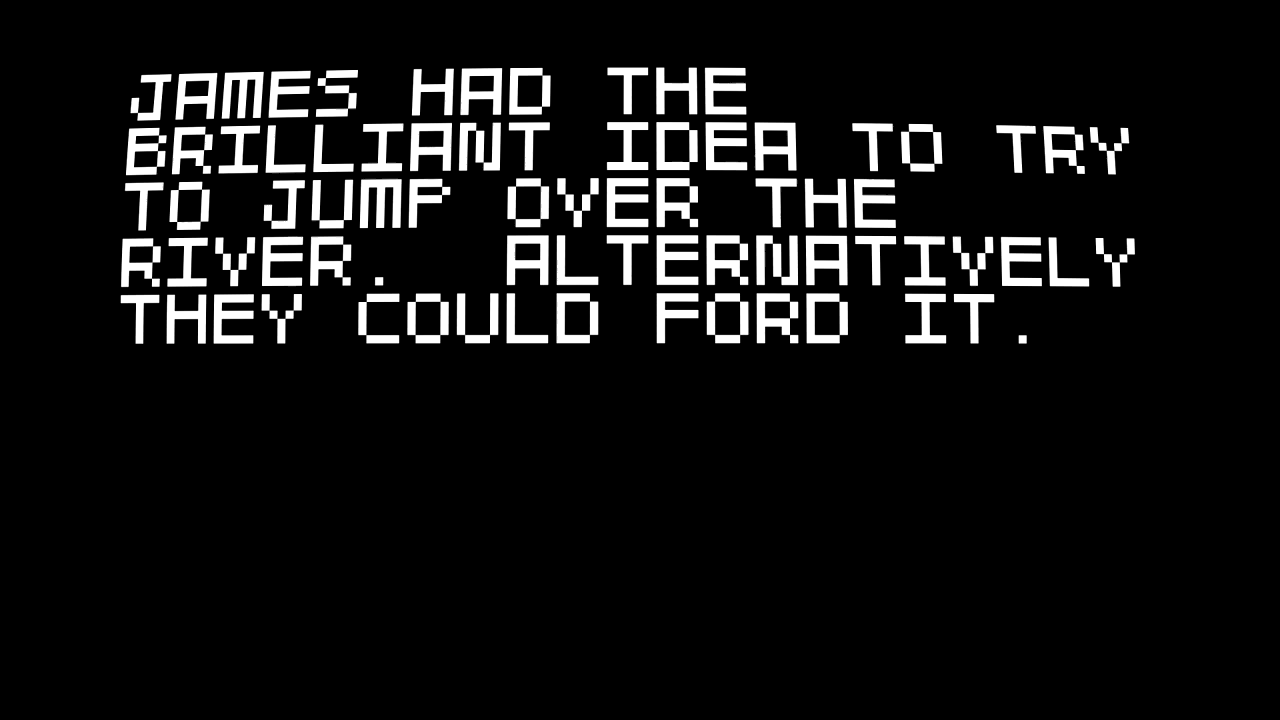 JAMES HAD THE
BRILLIANT IDEA TO TRY
TO JUMP OVER THE
RIVER.  ALTERNATIVELY
THEY COULD FORD IT.